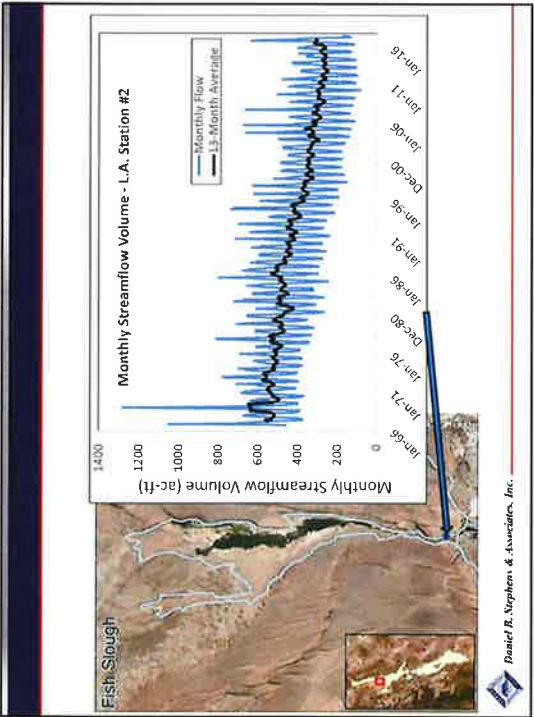 Fish Slough
Monthly Streamflow Volume - L.A. Station #2
Monthly Flow
13-Month Average
Monthly Streamflow Volume (ac-ft)
1400
1200
1000
800
600
400
200
0
Jan-66
Jan-71
Jan-76
Dec-80
Jan-86
Jan-91
Jan-96
Dec-00
Jan-06
Jan-11
Jan-16
Daniel B. Stephens & Associates, Inc.